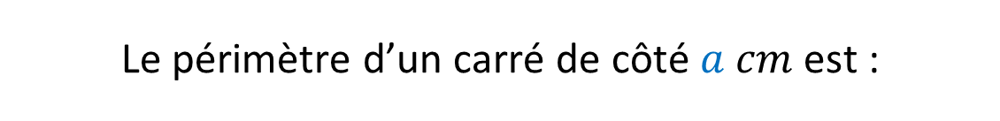 Le périmètre d’un carré de côté a cm est :